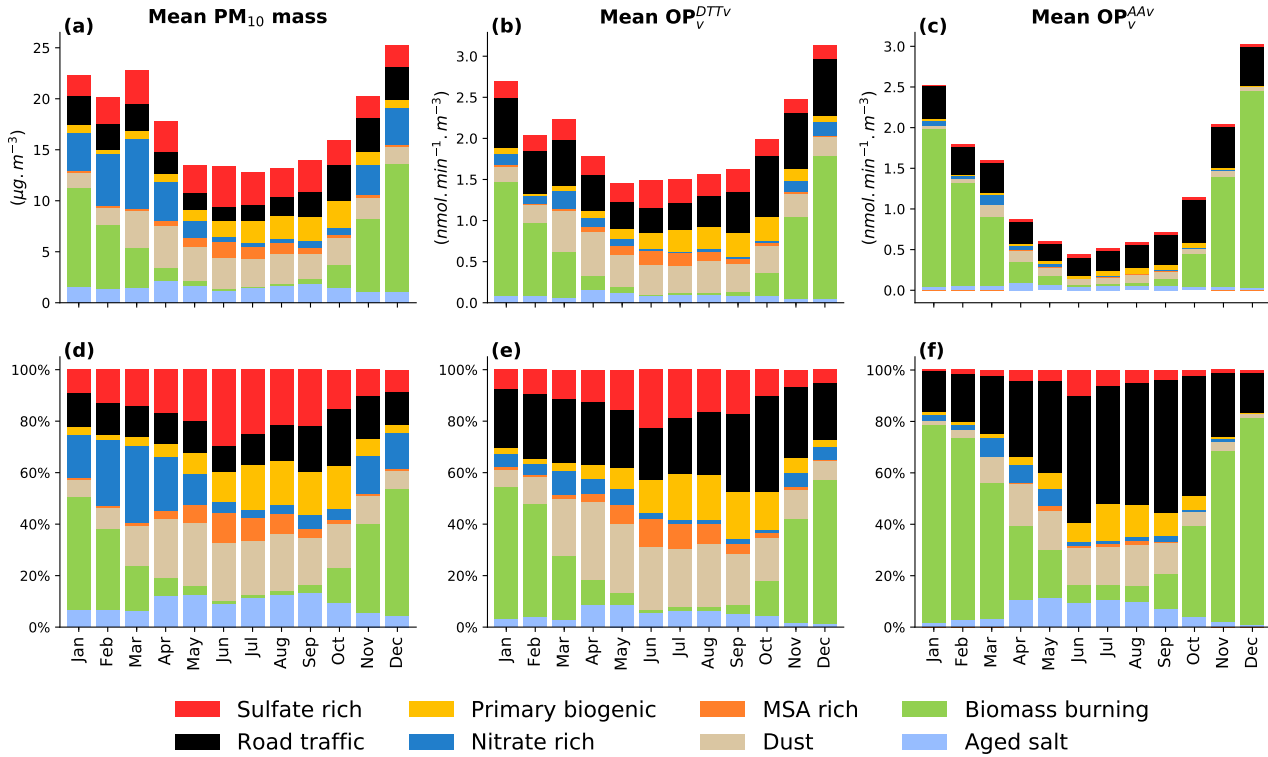 Mean PM10 mass
Mean OP_v^DTTv
Mean OP_v^AAv
(a)
(μg.m⁻³)
25
20
15
10
5
0
(b)
(nmol.min⁻¹.m⁻³)
3.0
2.5
2.0
1.5
1.0
0.5
0.0
(c)
(nmol.min⁻¹.m⁻³)
3.0
2.0
1.0
0.5
0.0
(d)
100%
80%
60%
40%
20%
0%
Jan Feb Mar Apr May Jun Jul Aug Sep Oct Nov Dec
(e)
100%
80%
60%
40%
20%
0%
Jan Feb Mar Apr May Jun Jul Aug Sep Oct Nov Dec
(f)
100%
80%
60%
40%
20%
0%
Jan Feb Mar Apr May Jun Jul Aug Sep Oct Nov Dec
Sulfate rich Primary biogenic MSA rich Biomass burning
Road traffic Nitrate rich Dust Aged salt